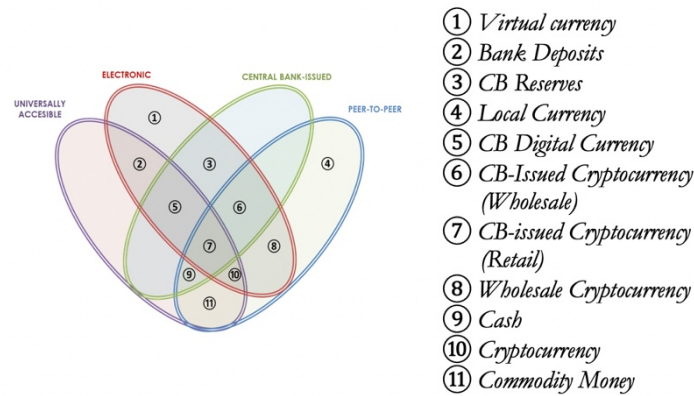 ELECTRONIC
CENTRAL BANK-ISSUED
UNIVERSALLY
ACCESIBLE
PEER-TO-PEER
①
②
③
④
⑤
⑥
⑦
⑧
⑨
⑩
⑪
① Virtual currency
② Bank Deposits
③ CB Reserves
④ Local Currency
⑤ CB Digital Currency
⑥ CB-Issued Cryptocurrency
(Wholesale)
⑦ CB-issued Cryptocurrency
(Retail)
⑧ Wholesale Cryptocurrency
⑨ Cash
⑩ Cryptocurrency
⑪ Commodity Money